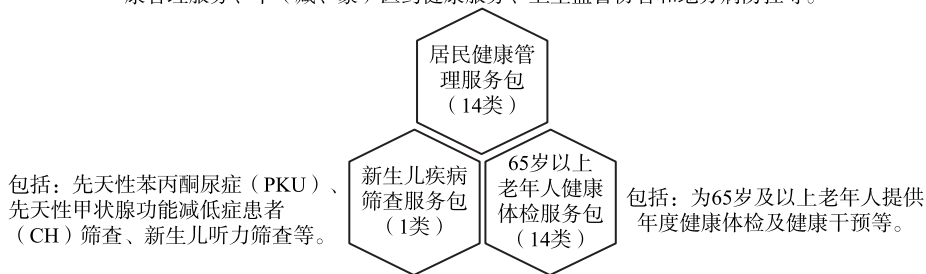 居民健康管
理服务包
（14类）
新生儿疾病
筛查服务包
（1类）
65岁以上
老年人健康
体检服务包
（14类）
包括：先天性苯丙酮尿症（PKU）、
先天性甲状腺功能减低症患者
（CH）筛查、新生儿听力筛查等。
包括：为65岁及以上老年人提供
年度健康体检及健康干预等。